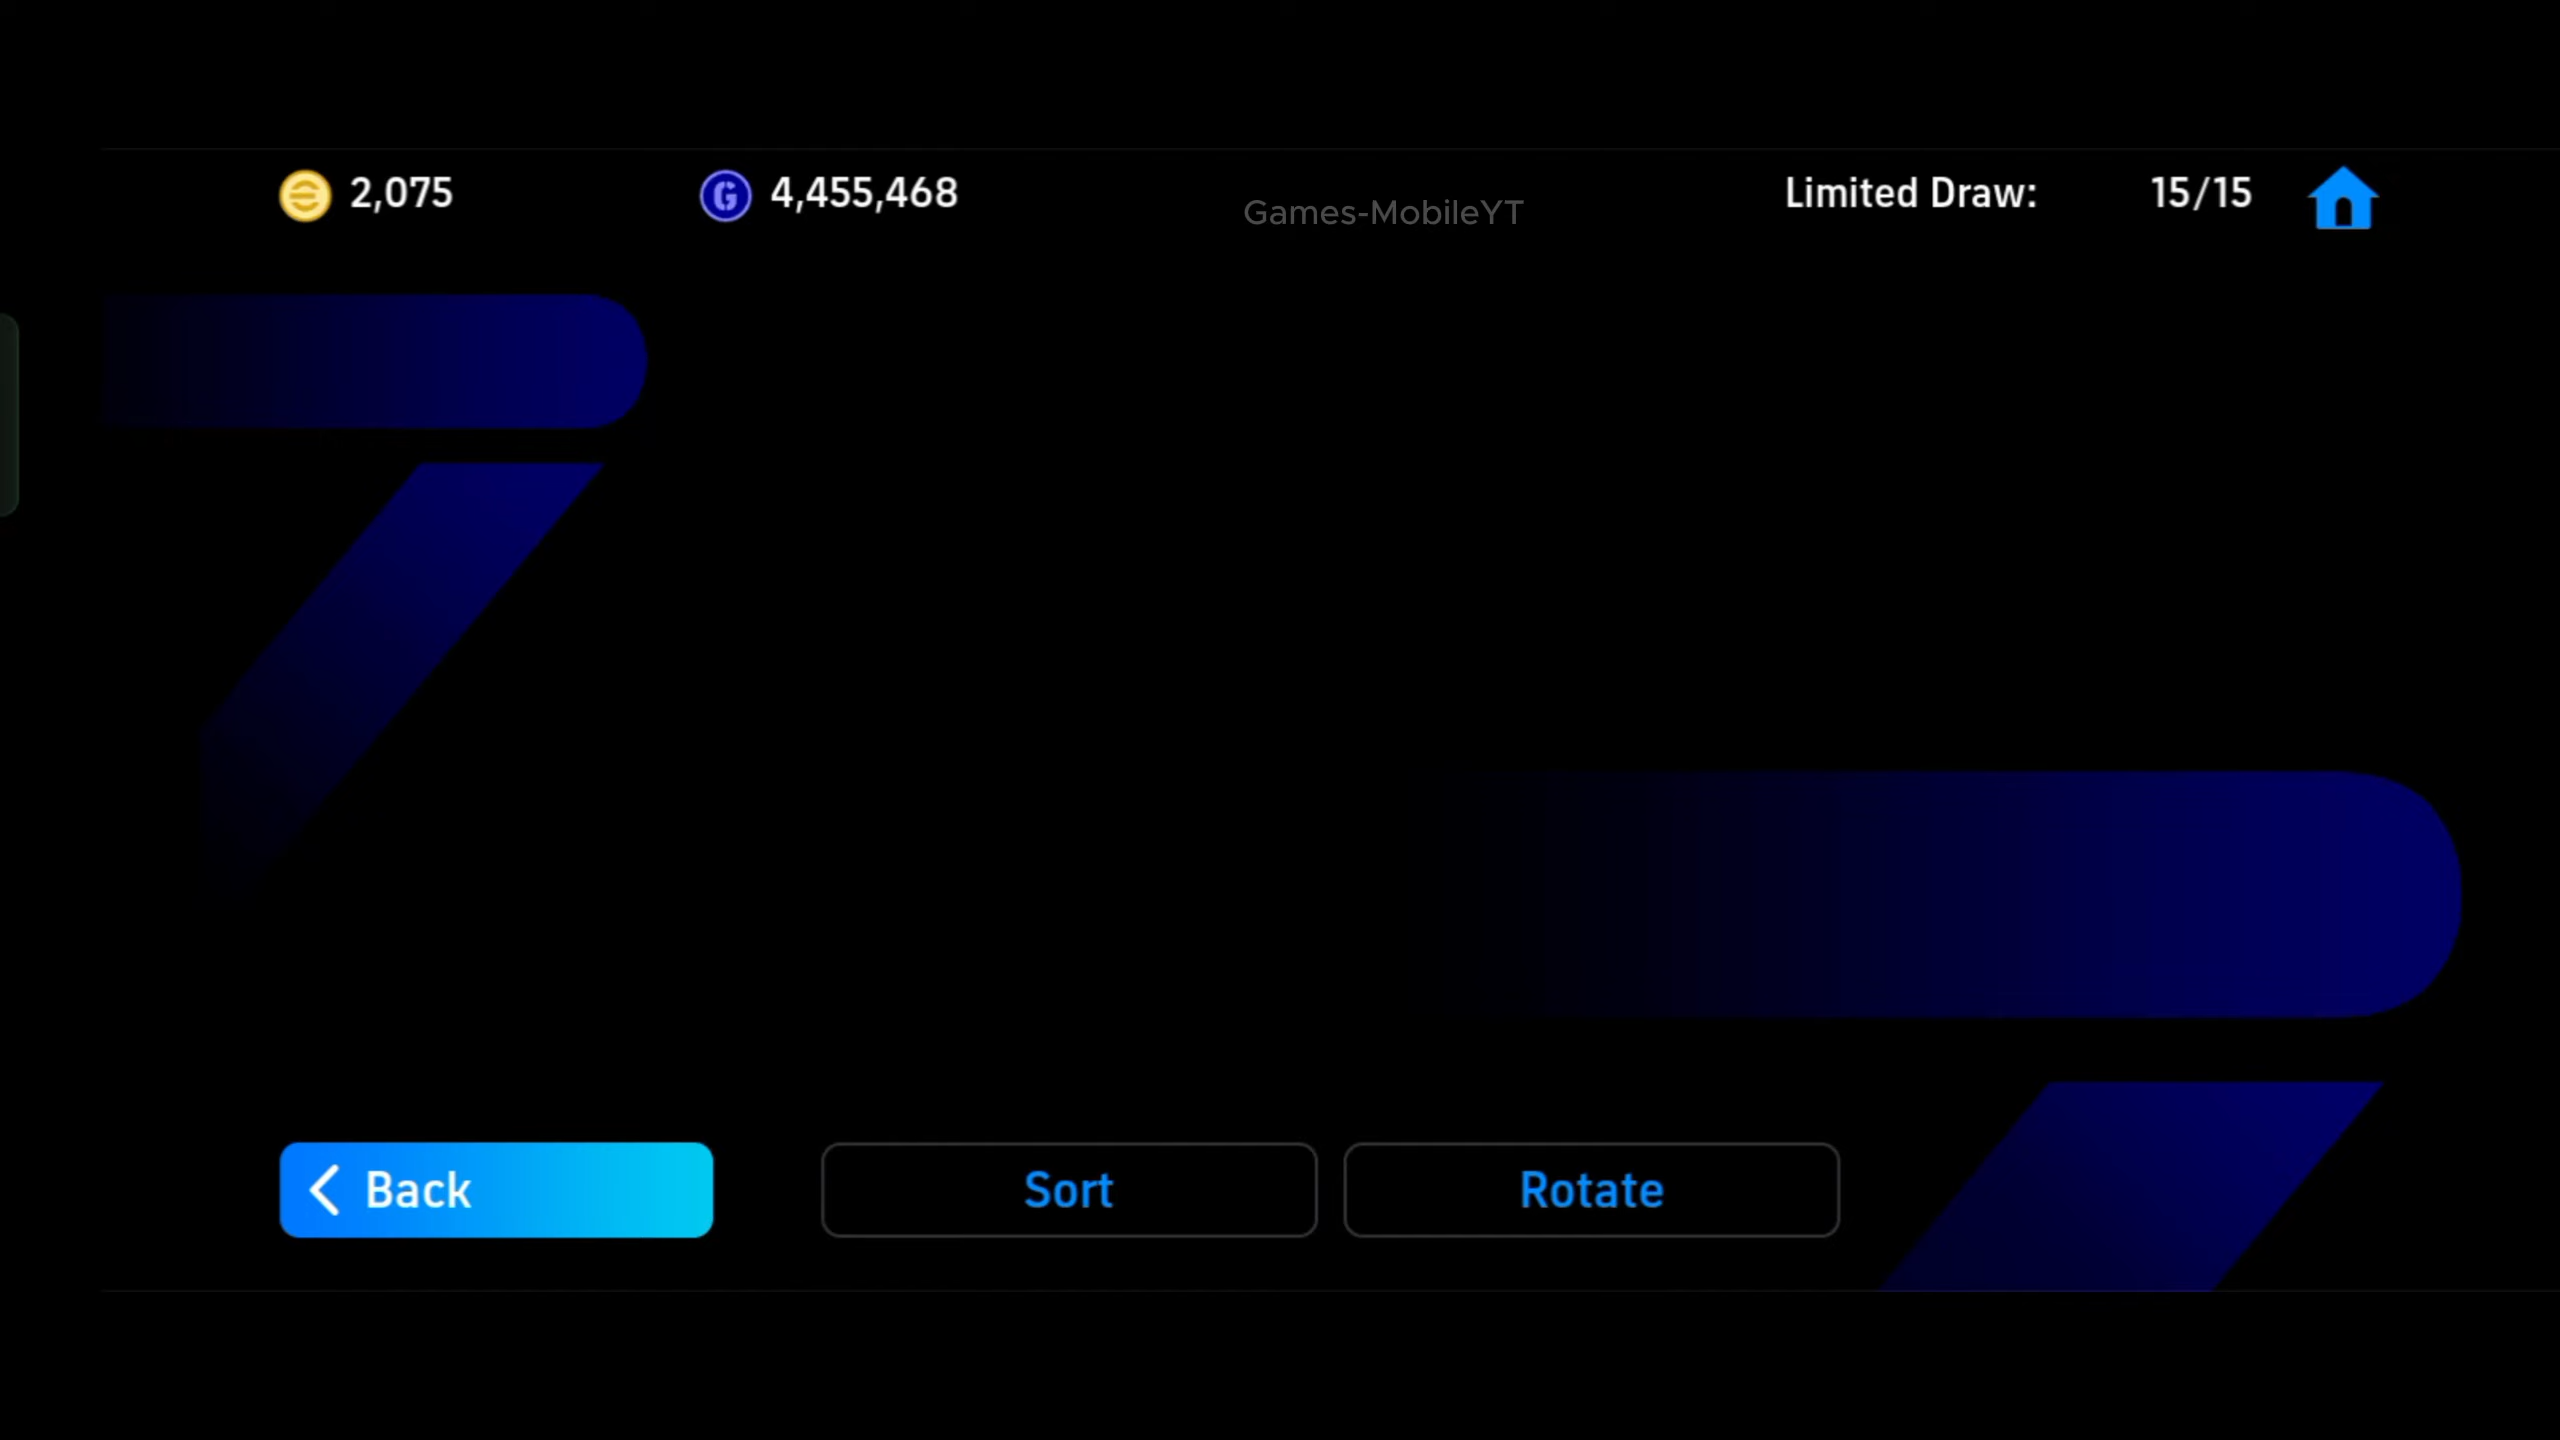 2,075
4,455,468
Games-MobileYT
Limited Draw: 15/15
Back
Sort
Rotate